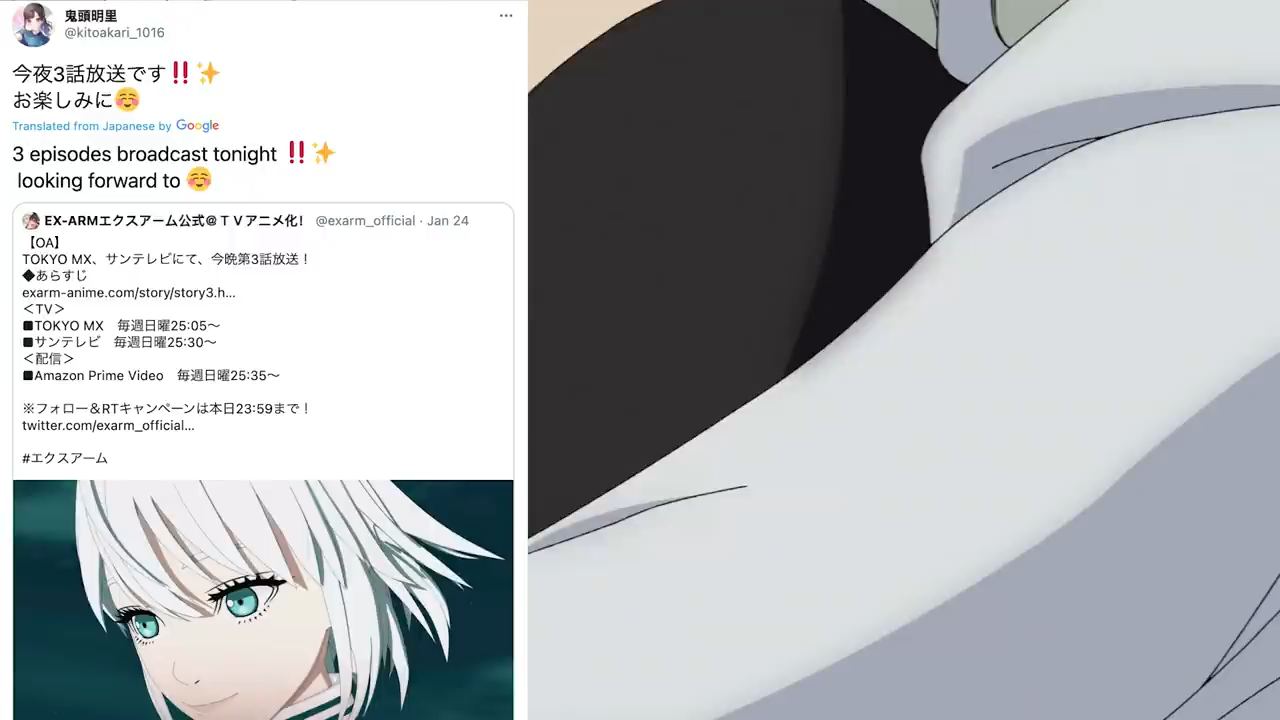 鬼頭明里
@kitoakari_1016
今夜3話放送です‼️✨
お楽しみに☺️
Translated from Japanese by Google
3 episodes broadcast tonight ‼️✨
looking forward to ☺️
EX-ARMエクスアーム公式@ＴＶアニメ化! @exarm_official · Jan 24
【OA】
TOKYO MX、サンテレビにて、今晩第3話放送！
◆あらすじ
exarm-anime.com/story/story3.h...
＜TV＞
■TOKYO MX　毎週日曜25:05〜
■サンテレビ　毎週日曜25:30〜
＜配信＞
■Amazon Prime Video　毎週日曜25:35〜
※フォロー＆RTキャンペーンは本日23:59まで！
twitter.com/exarm_official...
#エクスアーム